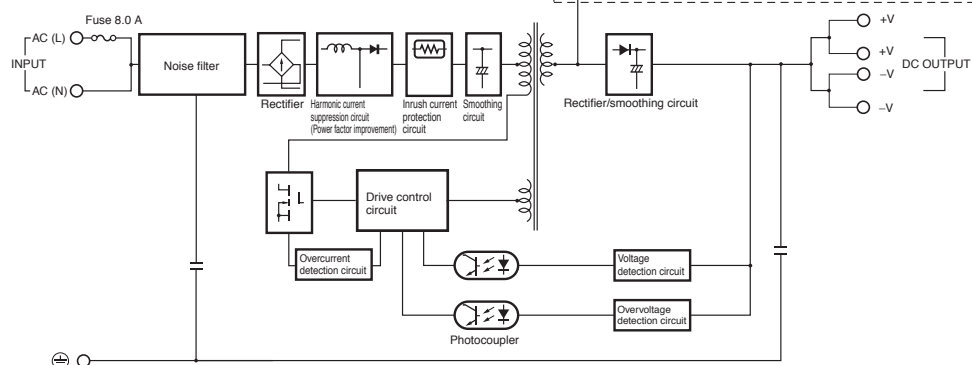 Fuse 8.0 A
AC (L)
INPUT
AC (N)
Noise filter
Rectifier
Harmonic current
suppression circuit
(Power factor improvement)
Inrush current
protection
circuit
Smoothing
circuit
Rectifier/smoothing circuit
+V
+V
−V
−V
DC OUTPUT
Drive control
circuit
Overcurrent
detection circuit
Voltage
detection circuit
Overvoltage
detection circuit
Photocoupler